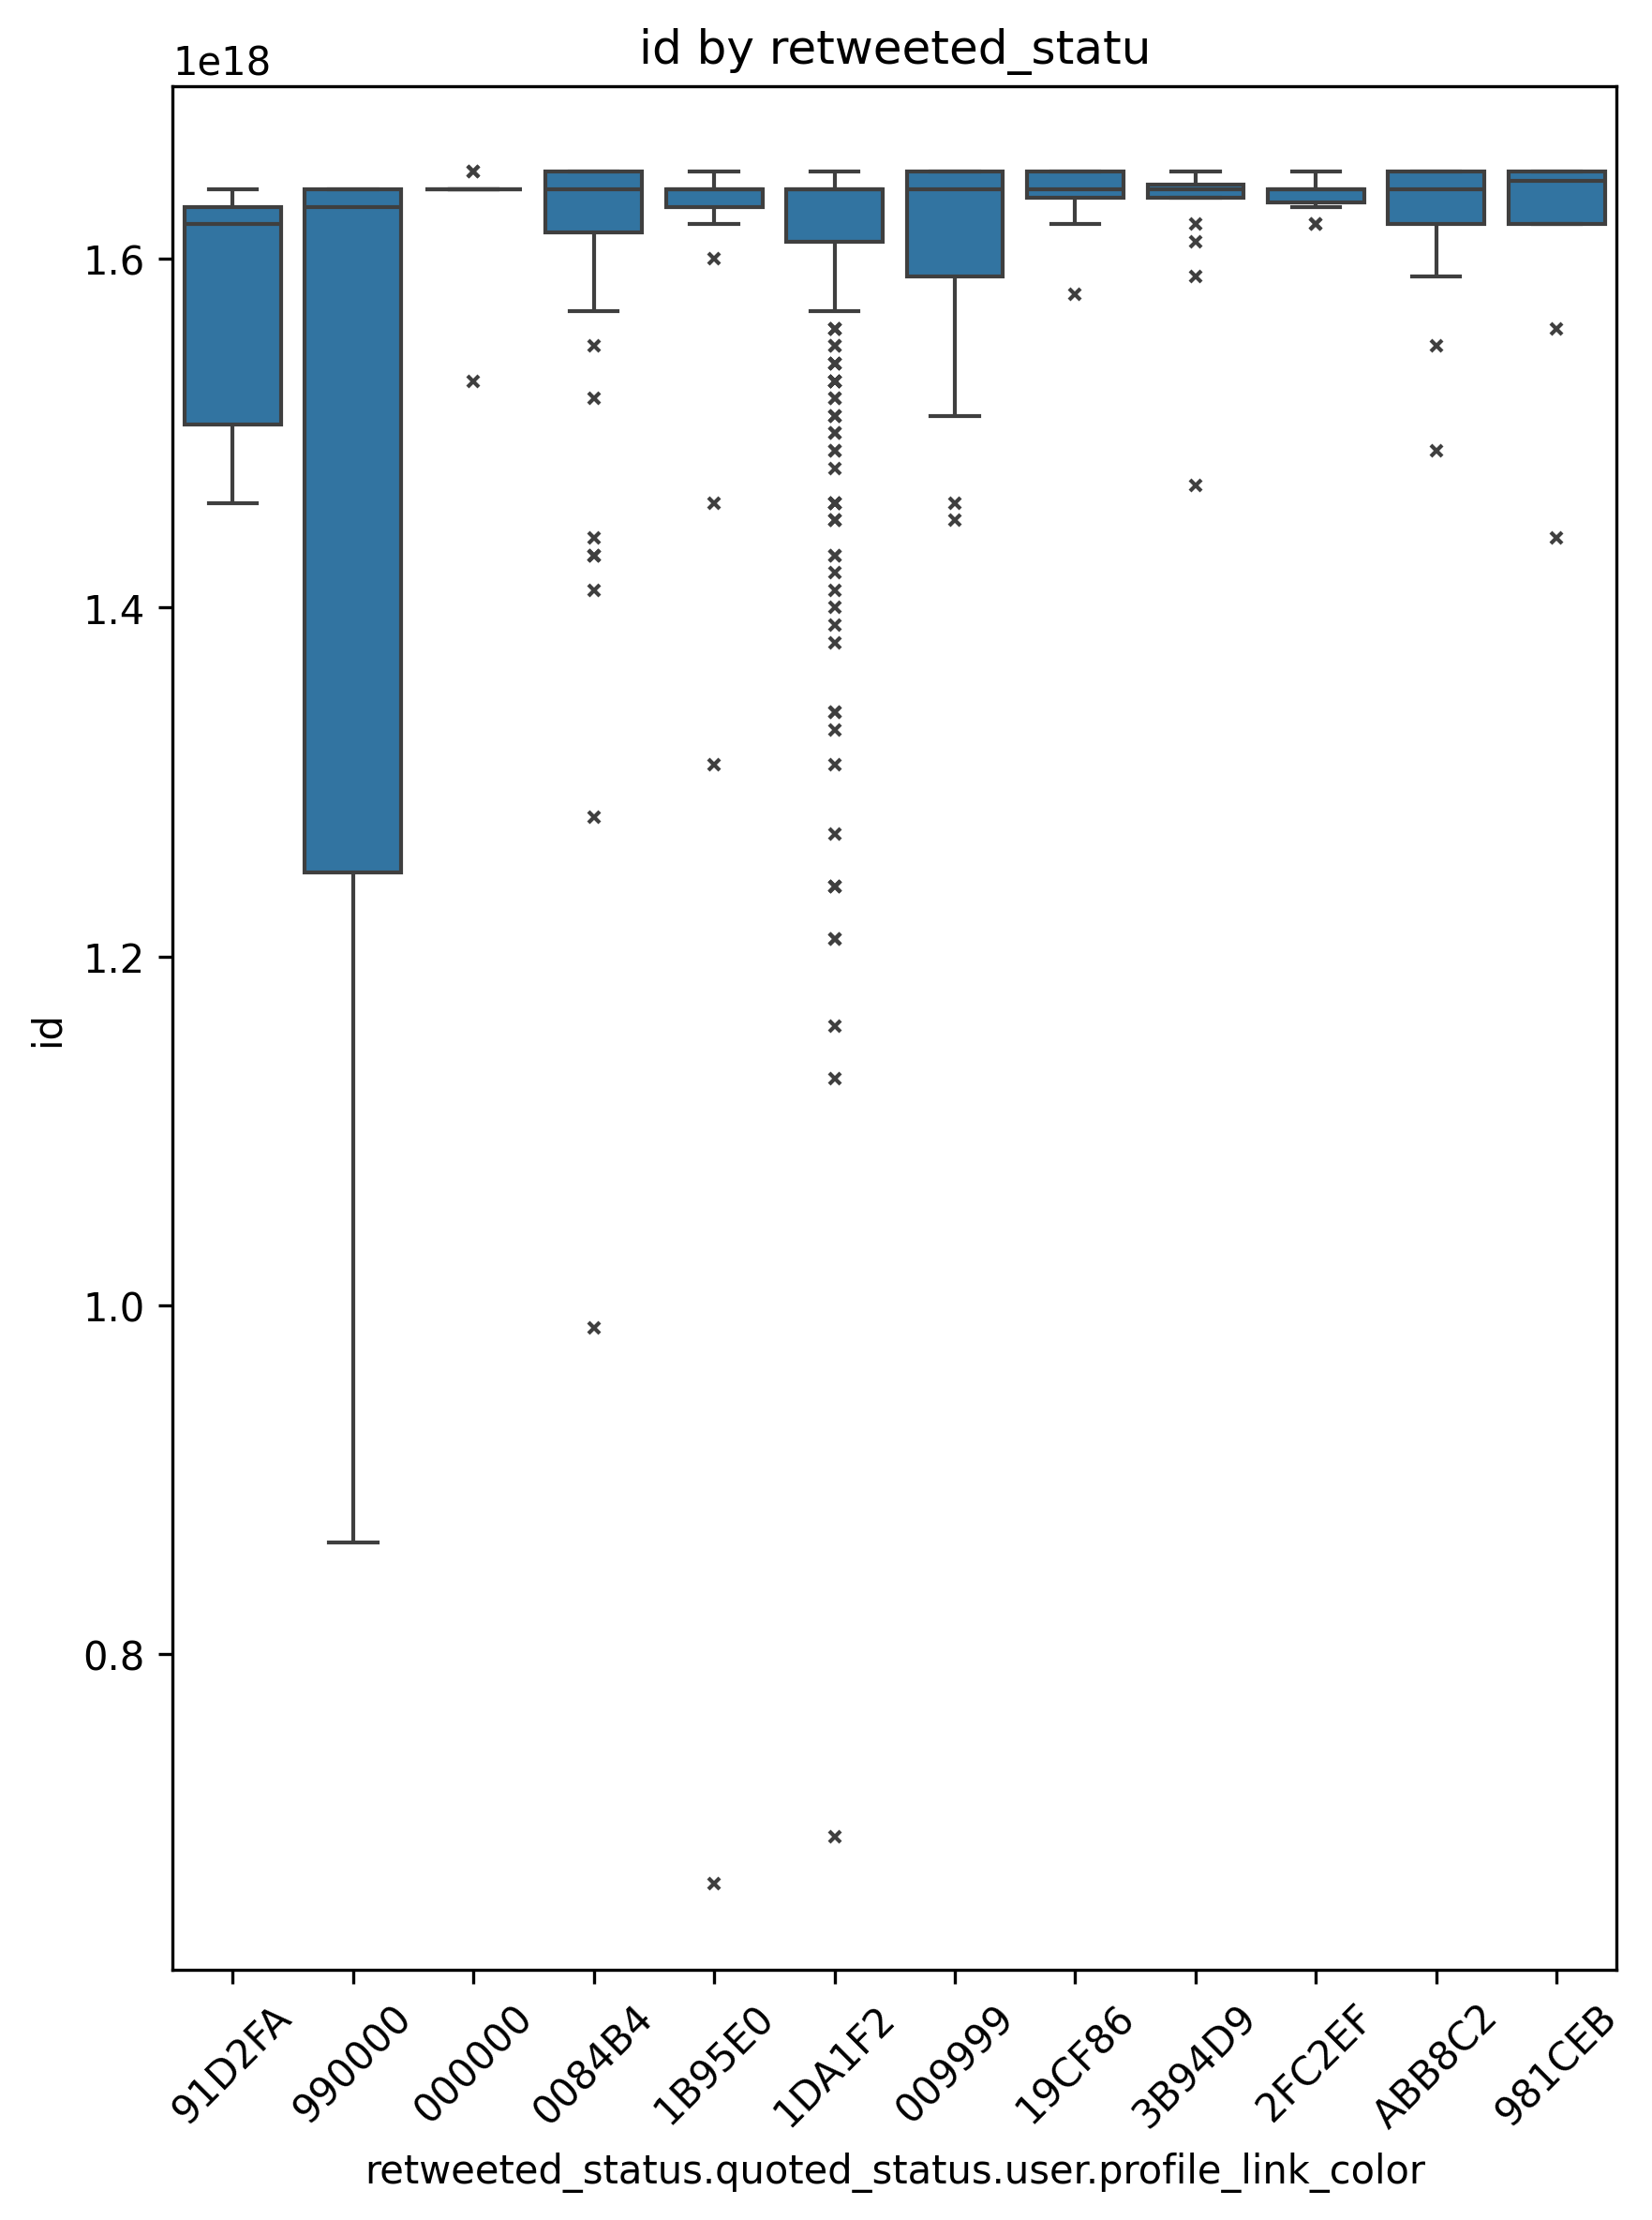 id by retweeted_statu
1e18
1.6
1.4
1.2
1.0
0.8
id
91D2FA
990000
000000
0084B4
1B95E0
1DA1F2
009999
19CF86
3B94D9
2FC2EF
ABB8C2
981CEB
retweeted_status.quoted_status.user.profile_link_color